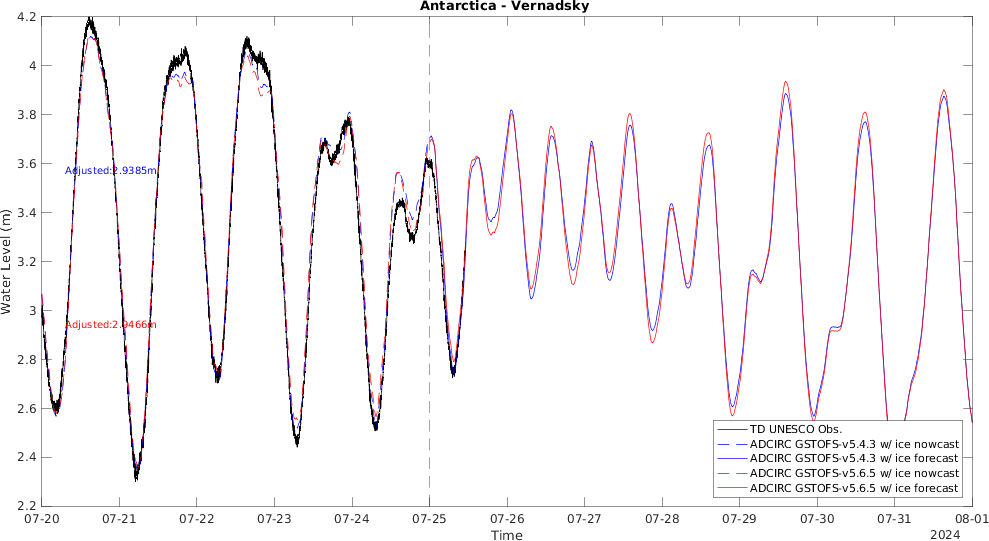 Antarctica - Vernadsky
4.2
4
3.8
3.6
3.4
3.2
3
2.8
2.6
2.4
2.2
Water Level (m)
Adjusted:2.9385m
Adjusted:2.9466m
TD UNESCO Obs.
ADCIRC GSTOFS-v5.4.3 w/ ice nowcast
ADCIRC GSTOFS-v5.4.3 w/ ice forecast
ADCIRC GSTOFS-v5.6.5 w/ ice nowcast
ADCIRC GSTOFS-v5.6.5 w/ ice forecast
07-20 07-21 07-22 07-23 07-24 07-25 07-26 07-27 07-28 07-29 07-30 07-31 08-01
Time
2024